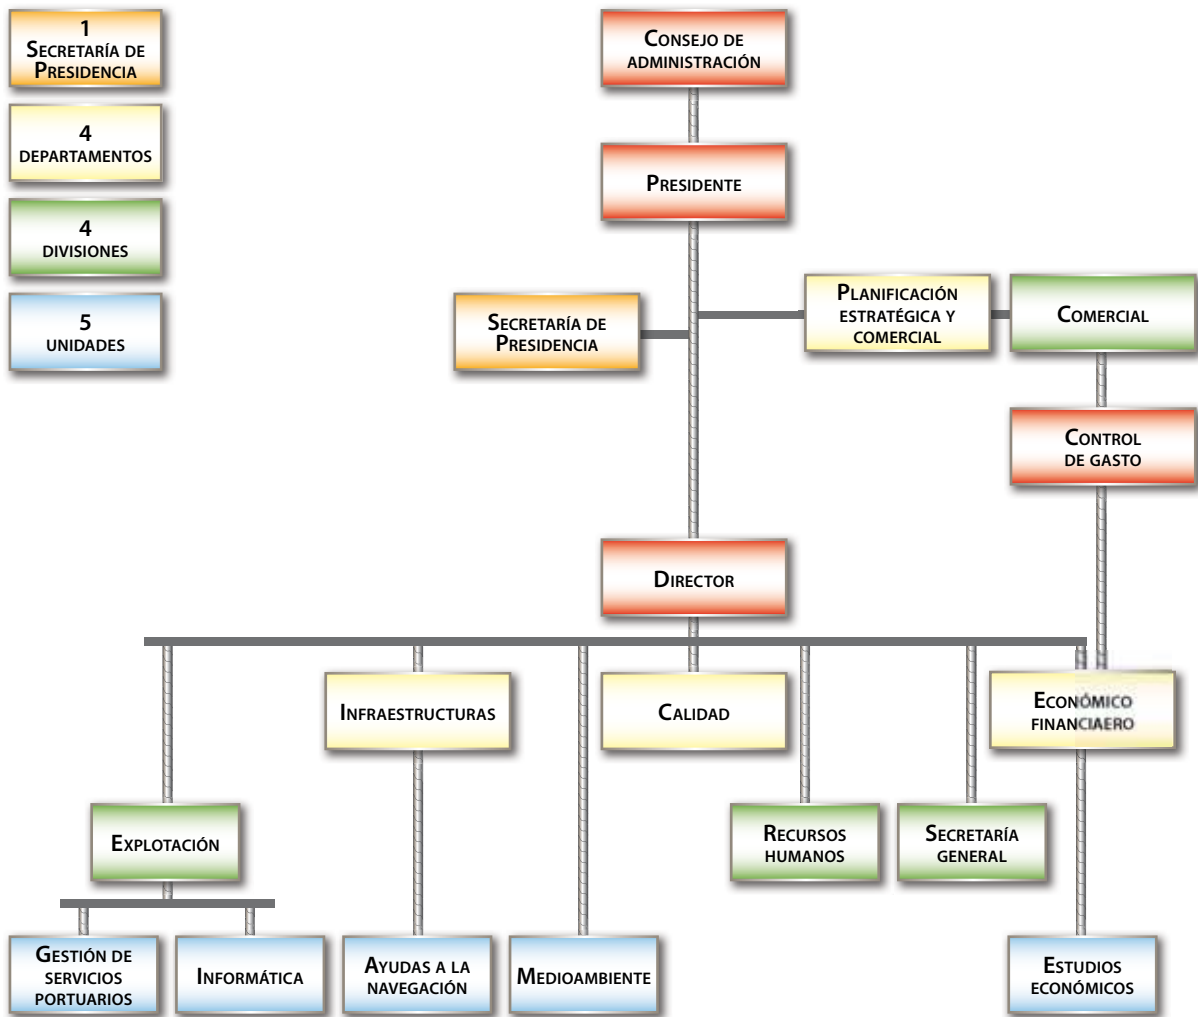 1
Secretaría de
Presidencia
4
departamentos
4
divisiones
5
unidades
Consejo de
administración
Presidente
Secretaría de
Presidencia
Planificación
estratégica y
comercial
Comercial
Control
de gasto
Director
Infraestructuras
Calidad
Económico
financiaero
Explotación
Recursos
humanos
Secretaría
general
Gestión de
servicios
portuarios
Informática
Ayudas a la
navegación
Medioambiente
Estudios
económicos